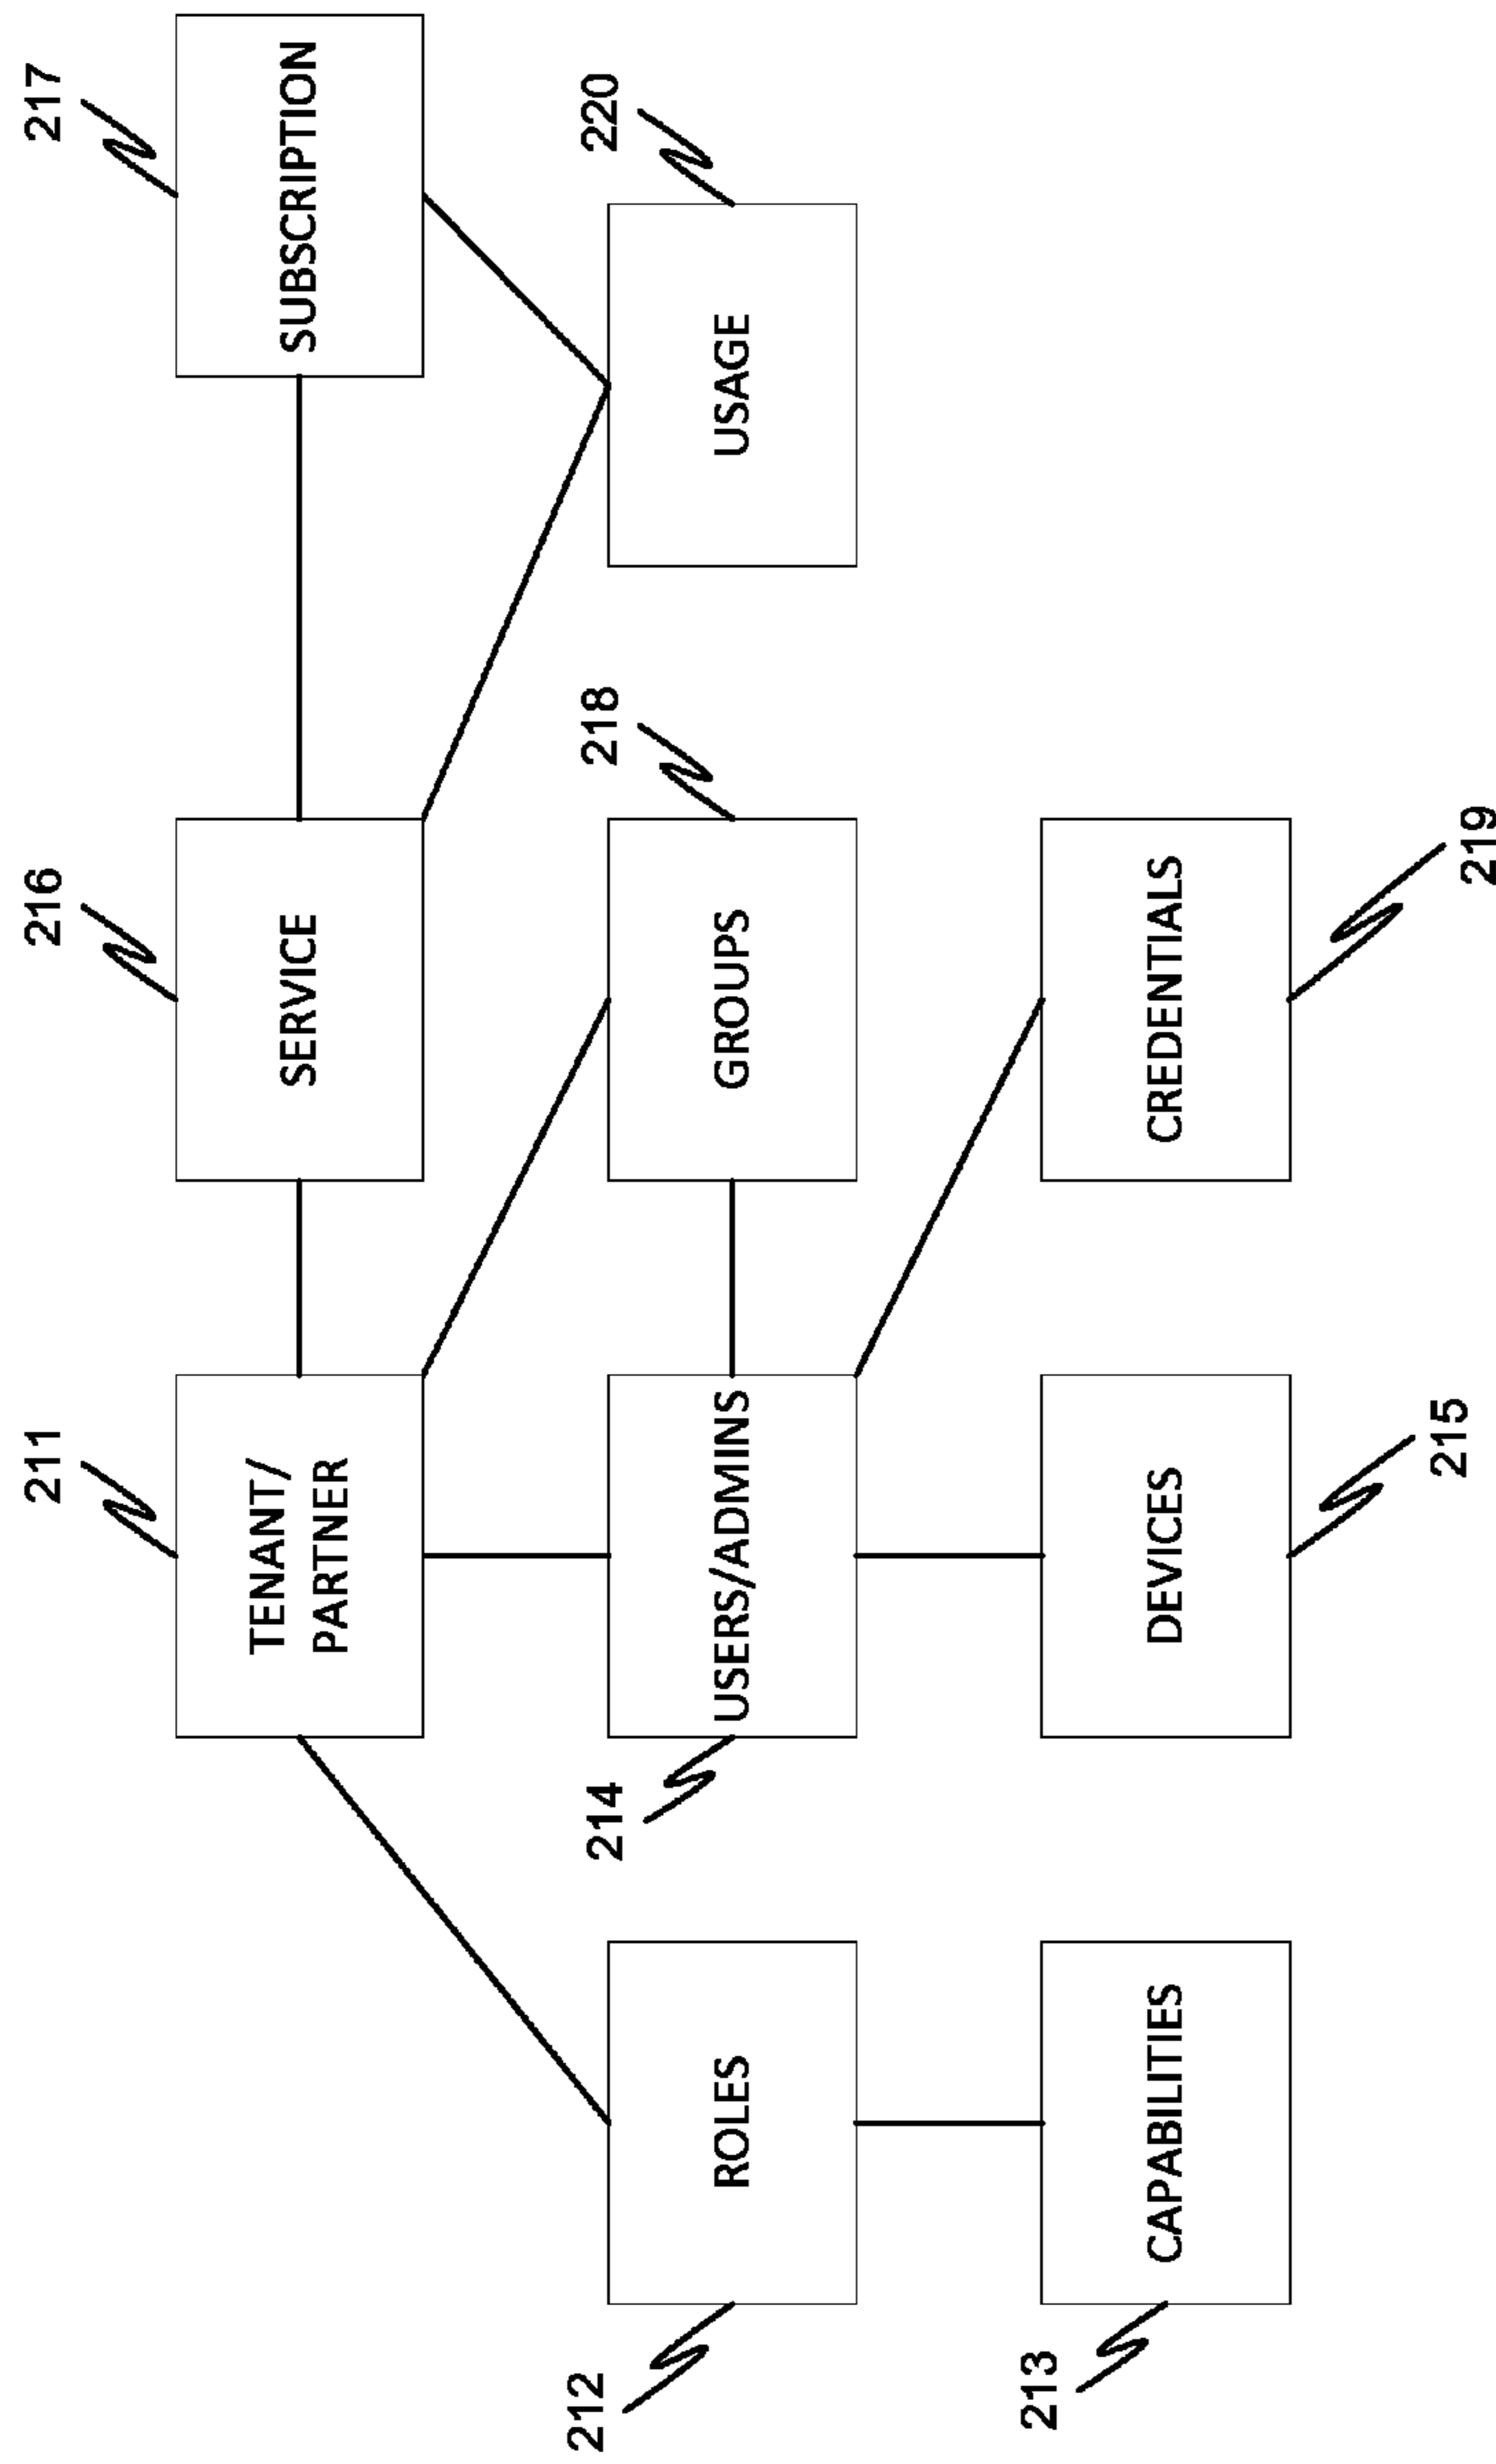 211
TENANT/
PARTNER
216
SERVICE
217
SUBSCRIPTION
212
ROLES
214
USERS/ADMINS
218
GROUPS
220
USAGE
213
CAPABILITIES
215
DEVICES
219
CREDENTIALS